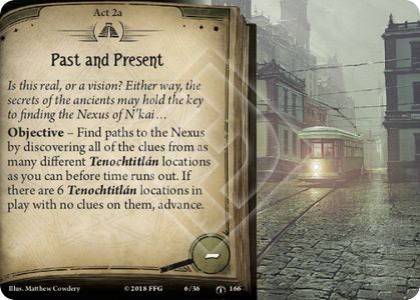 Act 2a
Past and Present
Is this real, or a vision? Either way, the
secrets of the ancients may hold the key
to finding the Nexus of N'kai…
Objective – Find paths to the Nexus
by discovering all of the clues from as
many different Tenochtitlán locations
as you can before time runs out. If
there are 6 Tenochtitlán locations in
play with no clues on them, advance.
–
Illus. Matthew Cowdery
© 2018 FFG
6/36
166